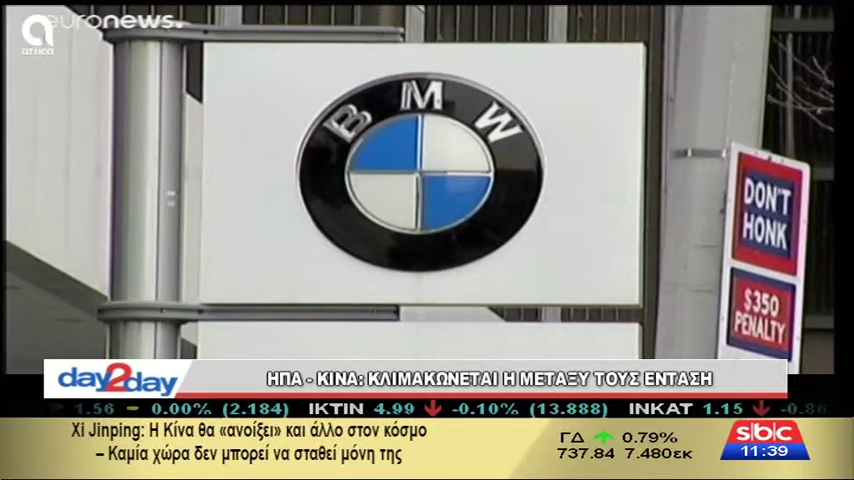 euronews.
attica
BMW
DON'T
HONK
$350
PENALTY
day2day
ΗΠΑ - ΚΙΝΑ: ΚΛΙΜΑΚΩΝΕΤΑΙ Η ΜΕΤΑΞΥ ΤΟΥΣ ΕΝΤΑΣΗ
1.56 0.00% (2.184) ΙΚΤΙΝ 4.99 -0.10% (13.888) ΙΝΚΑΤ 1.15 -0.86
Xi Jinping: Η Κίνα θα «ανοίξει» και άλλο στον κόσμο
– Καμία χώρα δεν μπορεί να σταθεί μόνη της
ΓΔ 0.79%
737.84 7.480εκ
sbc
11:39